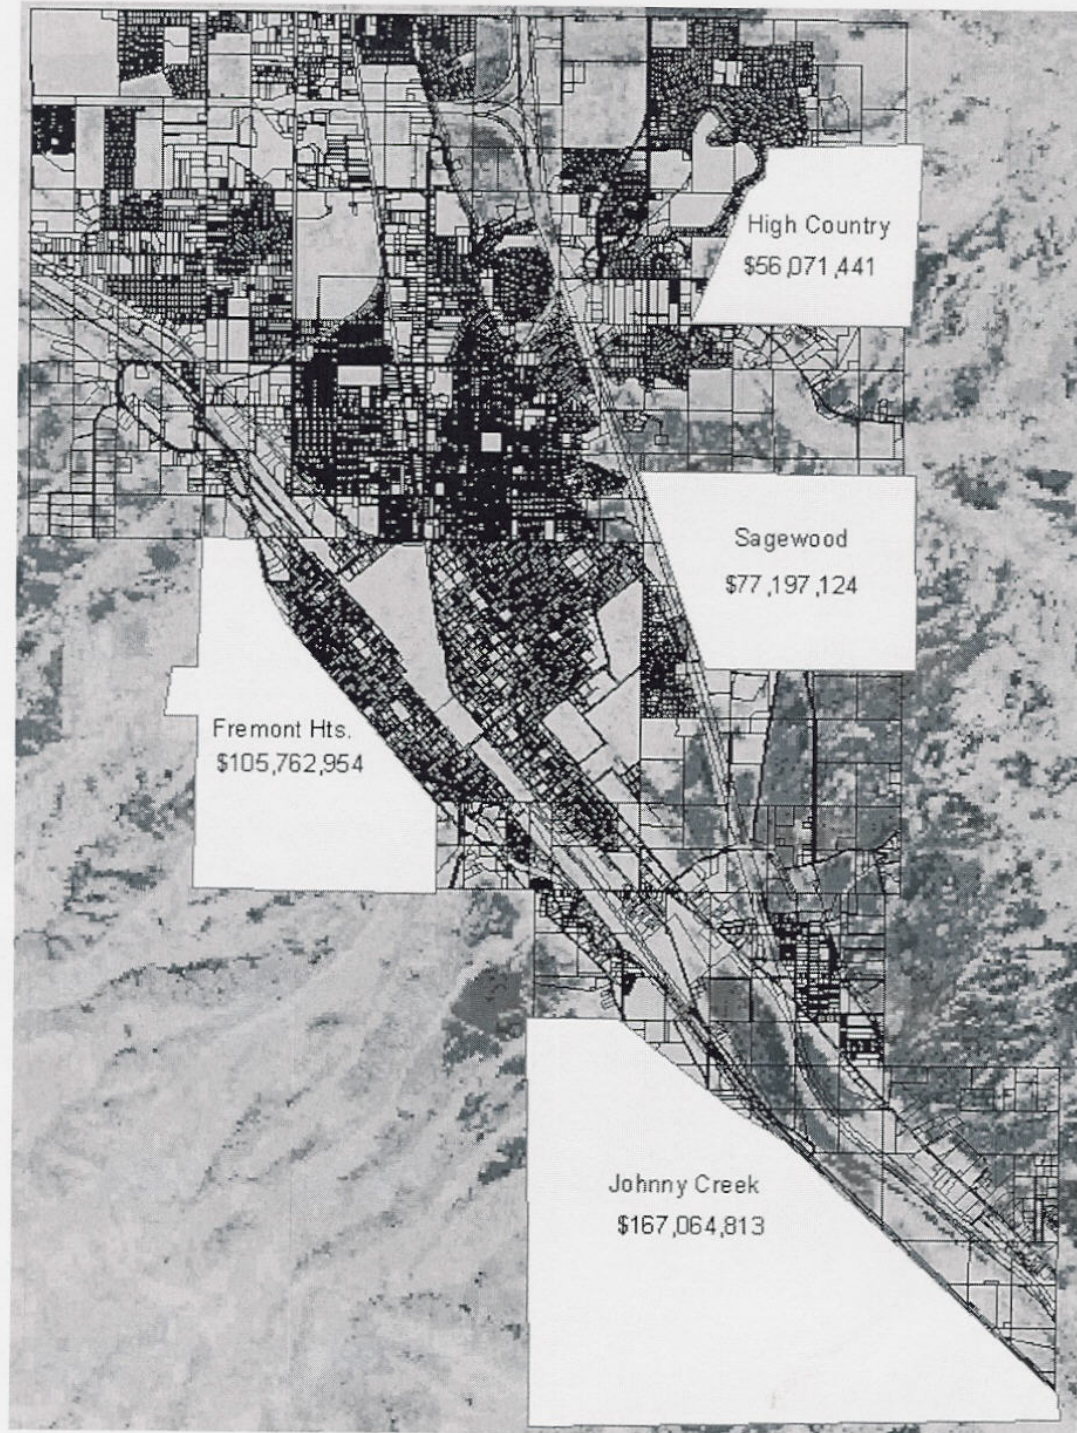 High Country
$56,071,441
Sagewood
$77,197,124
Fremont Hts.
$105,762,954
Johnny Creek
$167,064,813